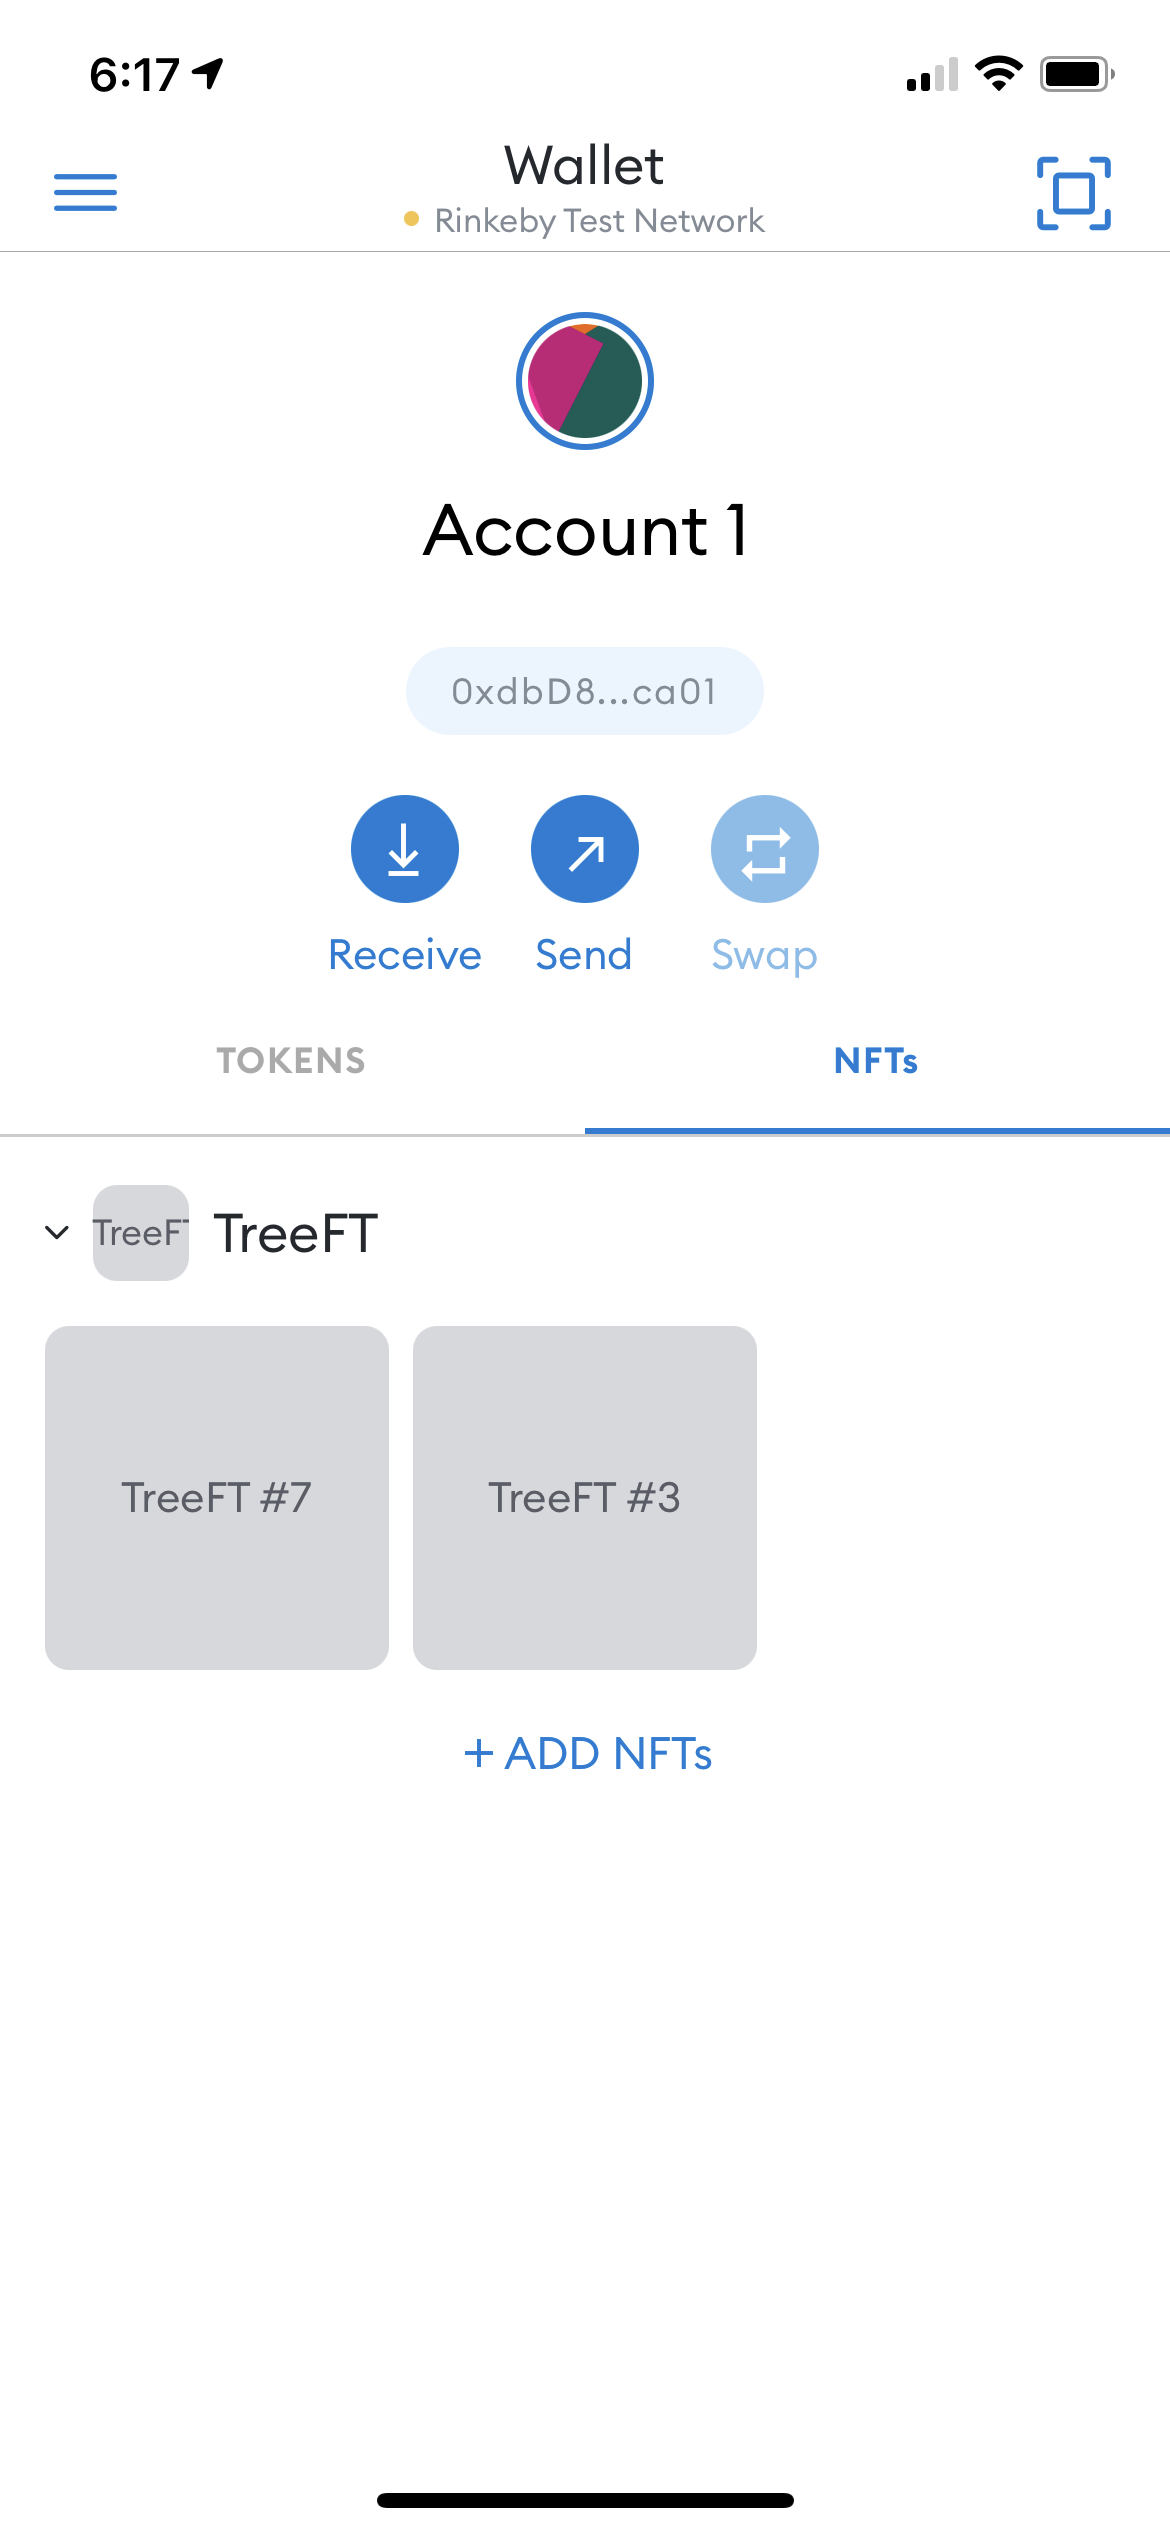 6:17
Wallet
Rinkeby Test Network
Account 1
0xdbD8...ca01
Receive Send Swap
TOKENS NFTs
TreeFT TreeFT
TreeFT #7 TreeFT #3
+ ADD NFTs